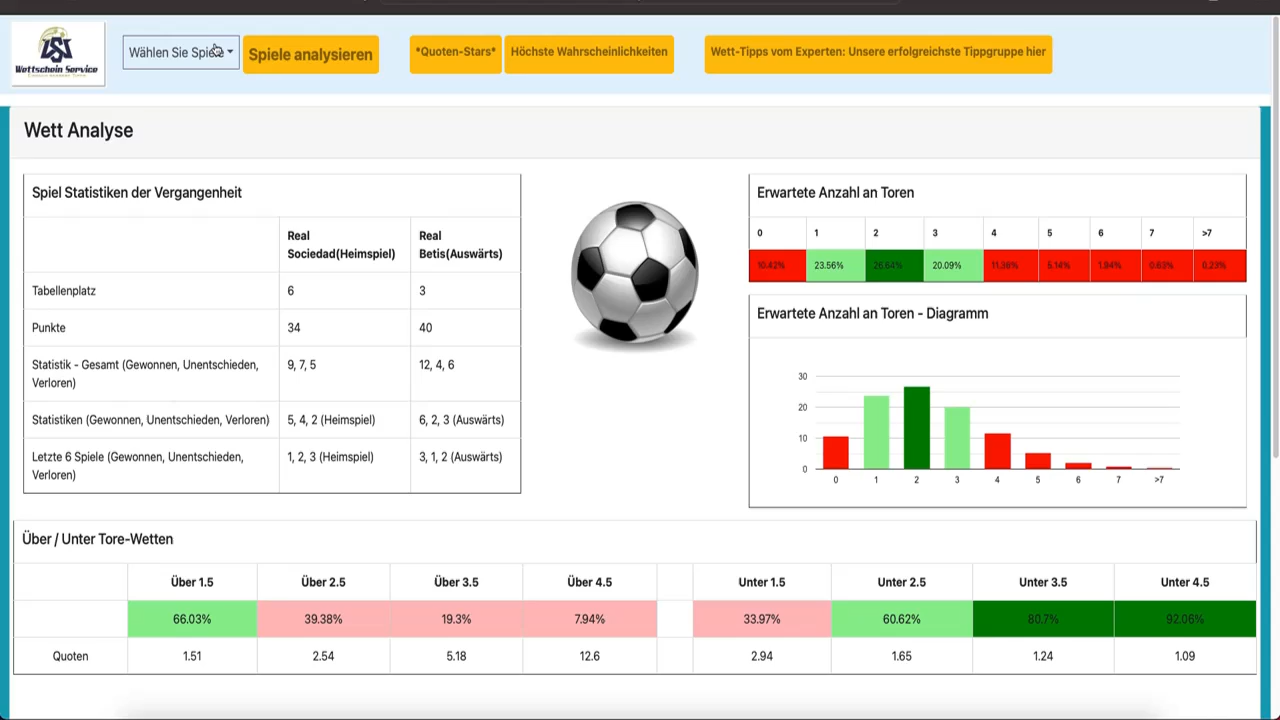 Wettschein Service
Wählen Sie Spiele
Spiele analysieren
*Quoten-Stars*
Höchste Wahrscheinlichkeiten
Wett-Tipps vom Experten: Unsere erfolgreichste Tippgruppe hier
Wett Analyse
Spiel Statistiken der Vergangenheit
Real Real
Sociedad(Heimspiel) Betis(Auswärts)
Tabellenplatz 6 3
Punkte 34 40
Statistik - Gesamt (Gewonnen, Unentschieden, 9, 7, 5 12, 4, 6
Verloren)
Statistiken (Gewonnen, Unentschieden, Verloren) 5, 4, 2 (Heimspiel) 6, 2, 3 (Auswärts)
Letzte 6 Spiele (Gewonnen, Unentschieden, 1, 2, 3 (Heimspiel) 3, 1, 2 (Auswärts)
Verloren)
Erwartete Anzahl an Toren
0 1 2 3 4 5 6 7 >7
10.42% 23.56% 26.64% 20.09% 11.36% 5.14% 1.94% 0.63% 0.23%
Erwartete Anzahl an Toren - Diagramm
30
20
10
0
0 1 2 3 4 5 6 7 >7
Über / Unter Tore-Wetten
Über 1.5 Über 2.5 Über 3.5 Über 4.5 Unter 1.5 Unter 2.5 Unter 3.5 Unter 4.5
66.03% 39.38% 19.3% 7.94% 33.97% 60.62% 80.7% 92.06%
Quoten 1.51 2.54 5.18 12.6 2.94 1.65 1.24 1.09